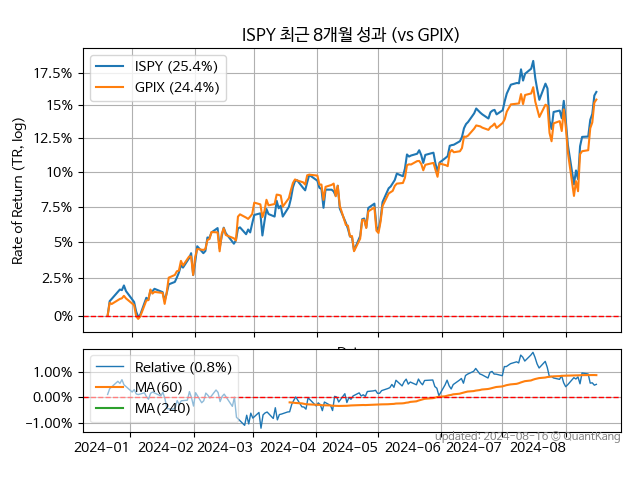 ISPY 최근 8개월 성과 (vs GPIX)
ISPY (25.4%)
GPIX (24.4%)
Rate of Return (TR, log)
17.5%
15%
12.5%
10%
7.5%
5%
2.5%
0%
Relative (0.8%)
MA(60)
MA(240)
1.00%
0.00%
−1.00%
2024-01
2024-02
2024-03
2024-04
2024-05
2024-06
2024-07
2024-08
Updated: 2024-08-16 © QuantKang